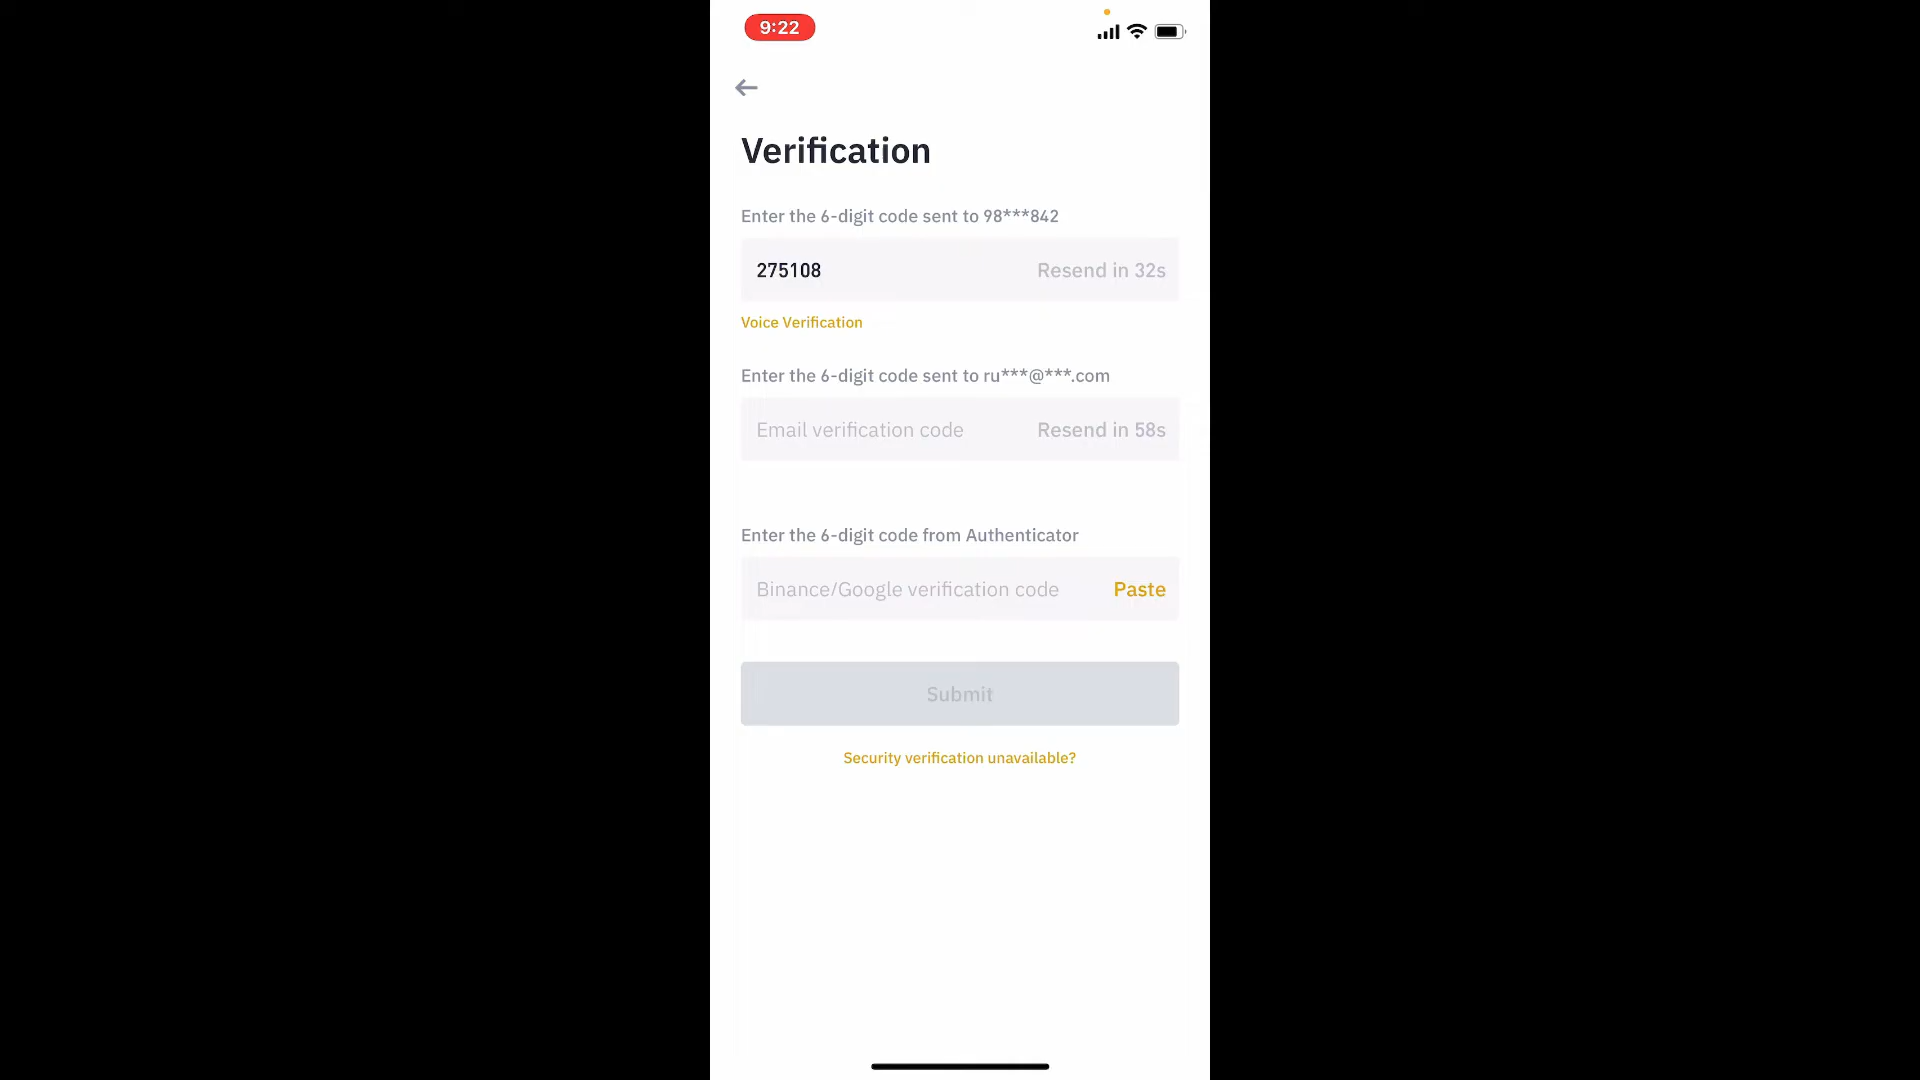 9:22
Verification
Enter the 6-digit code sent to 98***842
275108
Resend in 32s
Voice Verification
Enter the 6-digit code sent to ru***@***.com
Email verification code
Resend in 58s
Enter the 6-digit code from Authenticator
Binance/Google verification code
Paste
Submit
Security verification unavailable?